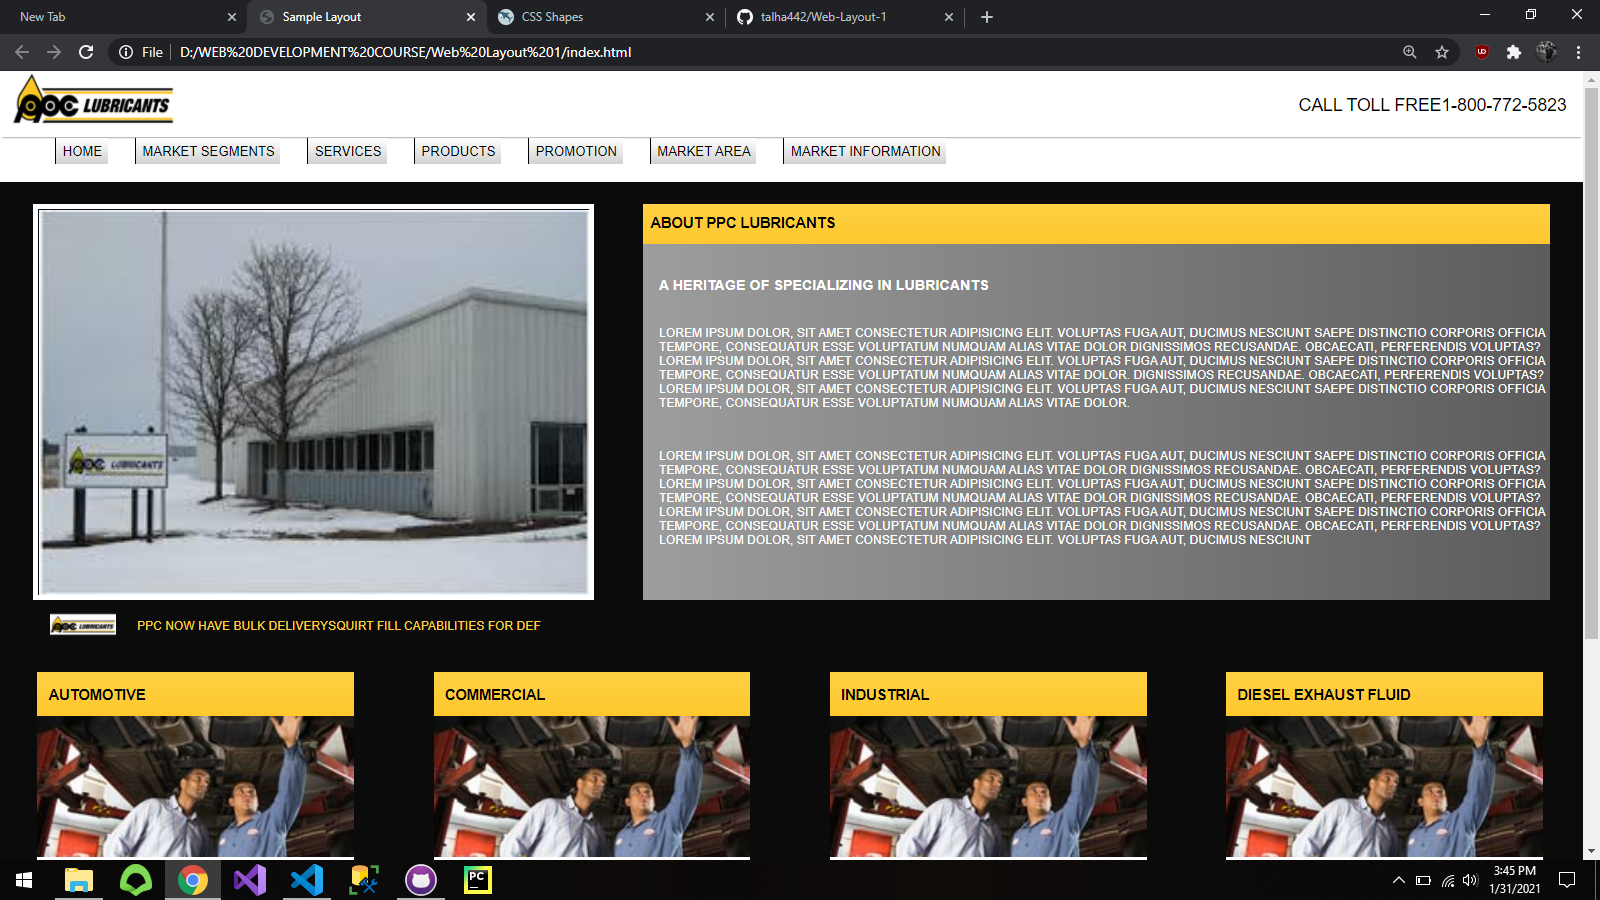 New Tab
Sample Layout
CSS Shapes
talha442/Web-Layout-1
File
D:/WEB%20DEVELOPMENT%20COURSE/Web%20Layout%201/index.html
PPC LUBRICANTS
CALL TOLL FREE1-800-772-5823
HOME
MARKET SEGMENTS
SERVICES
PRODUCTS
PROMOTION
MARKET AREA
MARKET INFORMATION
PPC LUBRICANTS
ABOUT PPC LUBRICANTS
A HERITAGE OF SPECIALIZING IN LUBRICANTS
LOREM IPSUM DOLOR, SIT AMET CONSECTETUR ADIPISICING ELIT. VOLUPTAS FUGA AUT, DUCIMUS NESCIUNT SAEPE DISTINCTIO CORPORIS OFFICIA
TEMPORE, CONSEQUATUR ESSE VOLUPTATUM NUMQUAM ALIAS VITAE DOLOR DIGNISSIMOS RECUSANDAE. OBCAECATI, PERFERENDIS VOLUPTAS?
LOREM IPSUM DOLOR, SIT AMET CONSECTETUR ADIPISICING ELIT. VOLUPTAS FUGA AUT, DUCIMUS NESCIUNT SAEPE DISTINCTIO CORPORIS OFFICIA
TEMPORE, CONSEQUATUR ESSE VOLUPTATUM NUMQUAM ALIAS VITAE DOLOR. DIGNISSIMOS RECUSANDAE. OBCAECATI, PERFERENDIS VOLUPTAS?
LOREM IPSUM DOLOR, SIT AMET CONSECTETUR ADIPISICING ELIT. VOLUPTAS FUGA AUT, DUCIMUS NESCIUNT SAEPE DISTINCTIO CORPORIS OFFICIA
TEMPORE, CONSEQUATUR ESSE VOLUPTATUM NUMQUAM ALIAS VITAE DOLOR.
LOREM IPSUM DOLOR, SIT AMET CONSECTETUR ADIPISICING ELIT. VOLUPTAS FUGA AUT, DUCIMUS NESCIUNT SAEPE DISTINCTIO CORPORIS OFFICIA
TEMPORE, CONSEQUATUR ESSE VOLUPTATUM NUMQUAM ALIAS VITAE DOLOR DIGNISSIMOS RECUSANDAE. OBCAECATI, PERFERENDIS VOLUPTAS?
LOREM IPSUM DOLOR, SIT AMET CONSECTETUR ADIPISICING ELIT. VOLUPTAS FUGA AUT, DUCIMUS NESCIUNT SAEPE DISTINCTIO CORPORIS OFFICIA
TEMPORE, CONSEQUATUR ESSE VOLUPTATUM NUMQUAM ALIAS VITAE DOLOR DIGNISSIMOS RECUSANDAE. OBCAECATI, PERFERENDIS VOLUPTAS?
LOREM IPSUM DOLOR, SIT AMET CONSECTETUR ADIPISICING ELIT. VOLUPTAS FUGA AUT, DUCIMUS NESCIUNT SAEPE DISTINCTIO CORPORIS OFFICIA
TEMPORE, CONSEQUATUR ESSE VOLUPTATUM NUMQUAM ALIAS VITAE DOLOR DIGNISSIMOS RECUSANDAE. OBCAECATI, PERFERENDIS VOLUPTAS?
LOREM IPSUM DOLOR, SIT AMET CONSECTETUR ADIPISICING ELIT. VOLUPTAS FUGA AUT, DUCIMUS NESCIUNT
PPC LUBRICANTS
PPC NOW HAVE BULK DELIVERYSQUIRT FILL CAPABILITIES FOR DEF
AUTOMOTIVE
COMMERCIAL
INDUSTRIAL
DIESEL EXHAUST FLUID
PC
3:45 PM
1/31/2021